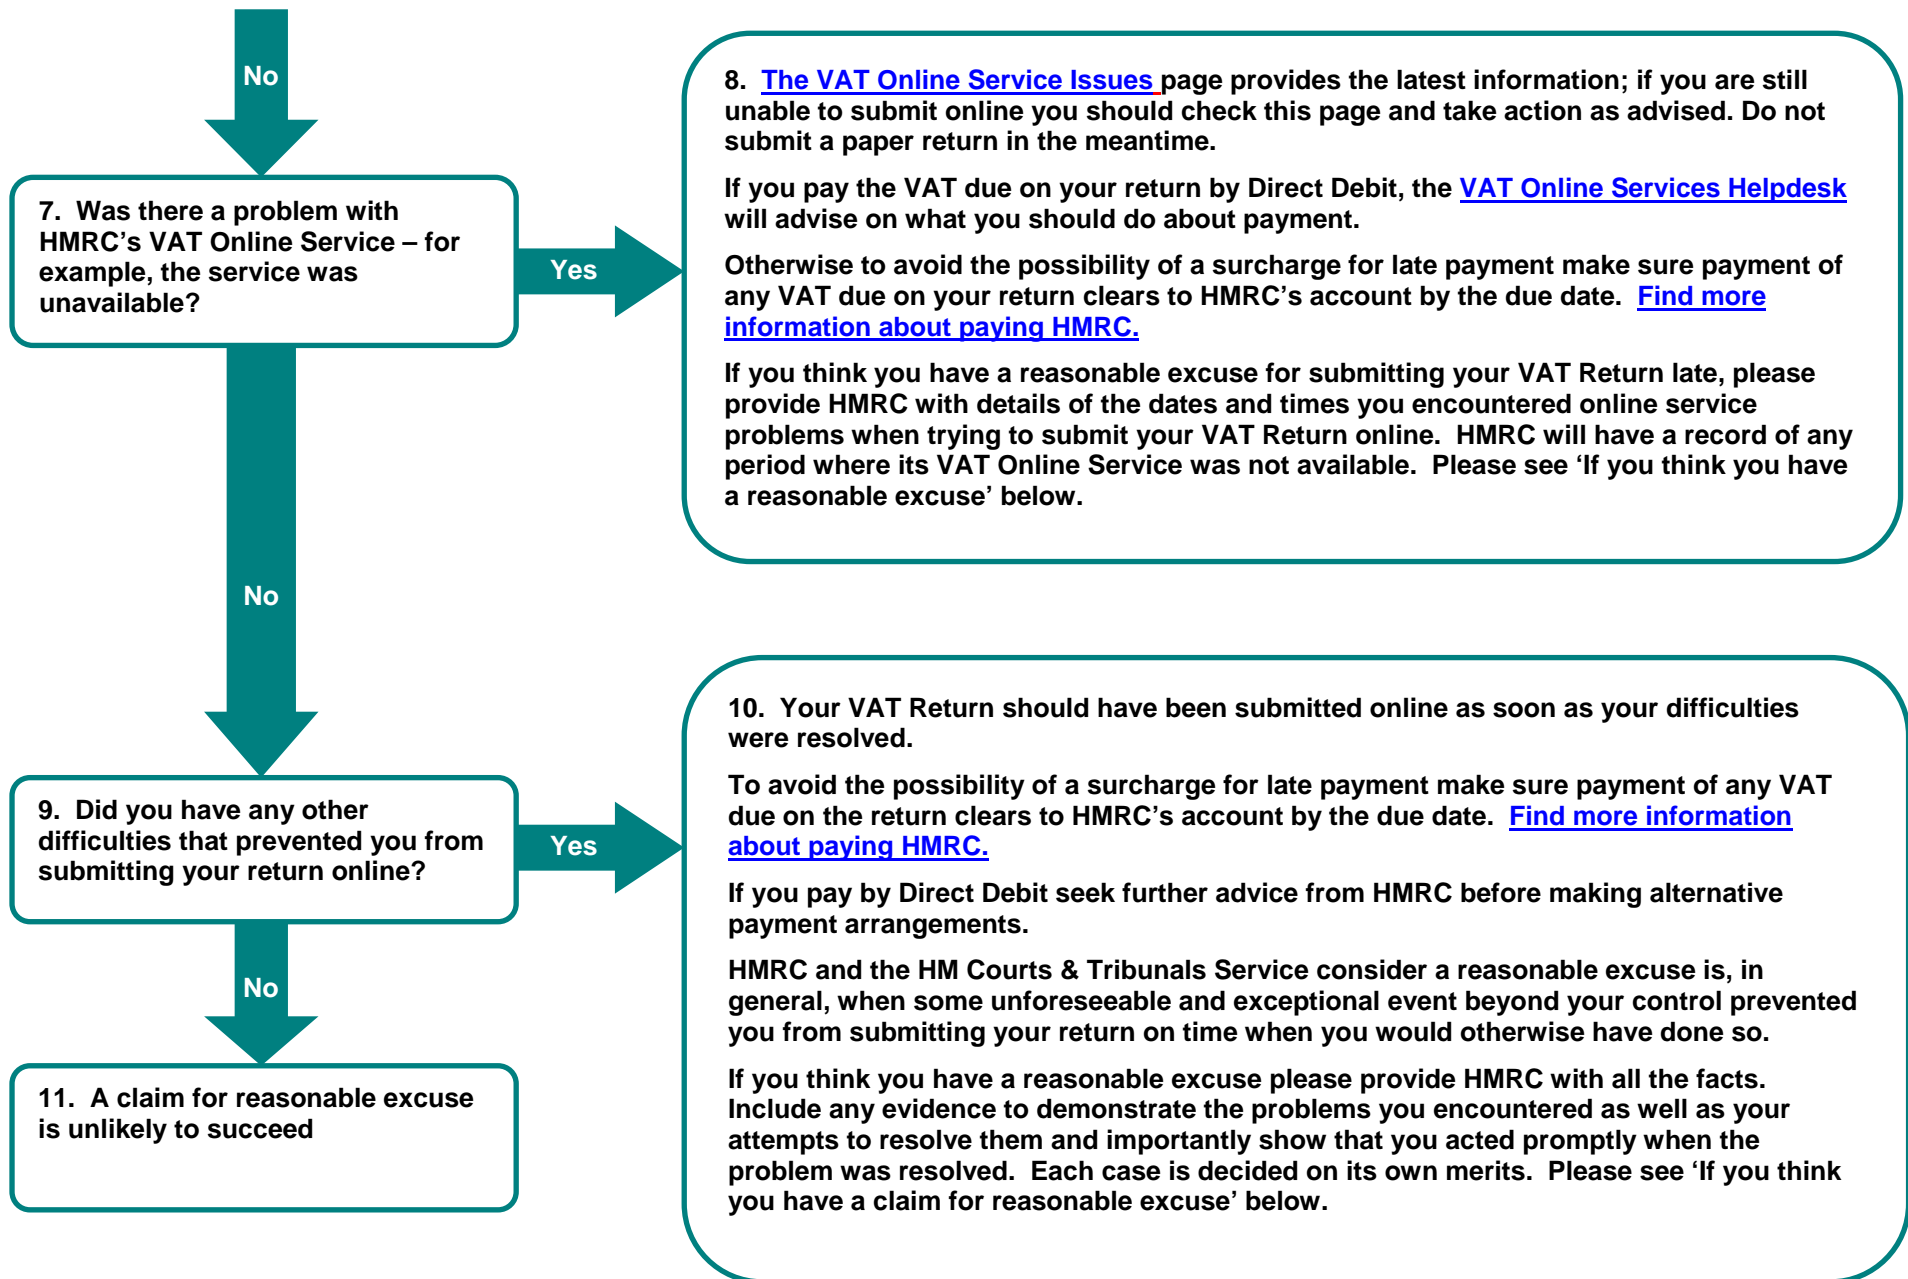 No
7. Was there a problem with
HMRC's VAT Online Service – for
example, the service was
unavailable?
Yes
8. The VAT Online Service Issues page provides the latest information; if you are still
unable to submit online you should check this page and take action as advised. Do not
submit a paper return in the meantime.
If you pay the VAT due on your return by Direct Debit, the VAT Online Services Helpdesk
will advise on what you should do about payment.
Otherwise to avoid the possibility of a surcharge for late payment make sure payment of
any VAT due on your return clears to HMRC's account by the due date. Find more
information about paying HMRC.
If you think you have a reasonable excuse for submitting your VAT Return late, please
provide HMRC with details of the dates and times you encountered online service
problems when trying to submit your VAT Return online. HMRC will have a record of any
period where its VAT Online Service was not available. Please see 'If you think you have
a reasonable excuse' below.
No
9. Did you have any other
difficulties that prevented you from
submitting your return online?
Yes
10. Your VAT Return should have been submitted online as soon as your difficulties
were resolved.
To avoid the possibility of a surcharge for late payment make sure payment of any VAT
due on the return clears to HMRC's account by the due date. Find more information
about paying HMRC.
If you pay by Direct Debit seek further advice from HMRC before making alternative
payment arrangements.
HMRC and the HM Courts & Tribunals Service consider a reasonable excuse is, in
general, when some unforeseeable and exceptional event beyond your control prevented
you from submitting your return on time when you would otherwise have done so.
If you think you have a reasonable excuse please provide HMRC with all the facts.
Include any evidence to demonstrate the problems you encountered as well as your
attempts to resolve them and importantly show that you acted promptly when the
problem was resolved. Each case is decided on its own merits. Please see 'If you think
you have a claim for reasonable excuse' below.
No
11. A claim for reasonable excuse
is unlikely to succeed